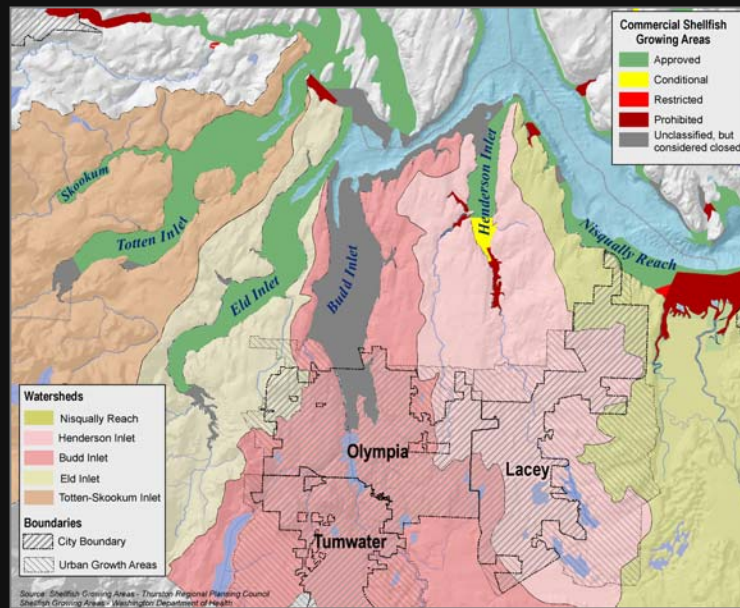 Commercial Shellfish
Growing Areas
Approved
Conditional
Restricted
Prohibited
Unclassified, but
considered closed
Skookum
Totten Inlet
Eld Inlet
Budd Inlet
Henderson Inlet
Nisqually Reach
Watersheds
Nisqually Reach
Henderson Inlet
Budd Inlet
Eld Inlet
Totten-Skookum Inlet
Boundaries
City Boundary
Urban Growth Areas
Olympia
Lacey
Tumwater
Source: Shellfish Growing Areas - Thurston Regional Planning Council
Shellfish Growing Areas - Washington Department of Health